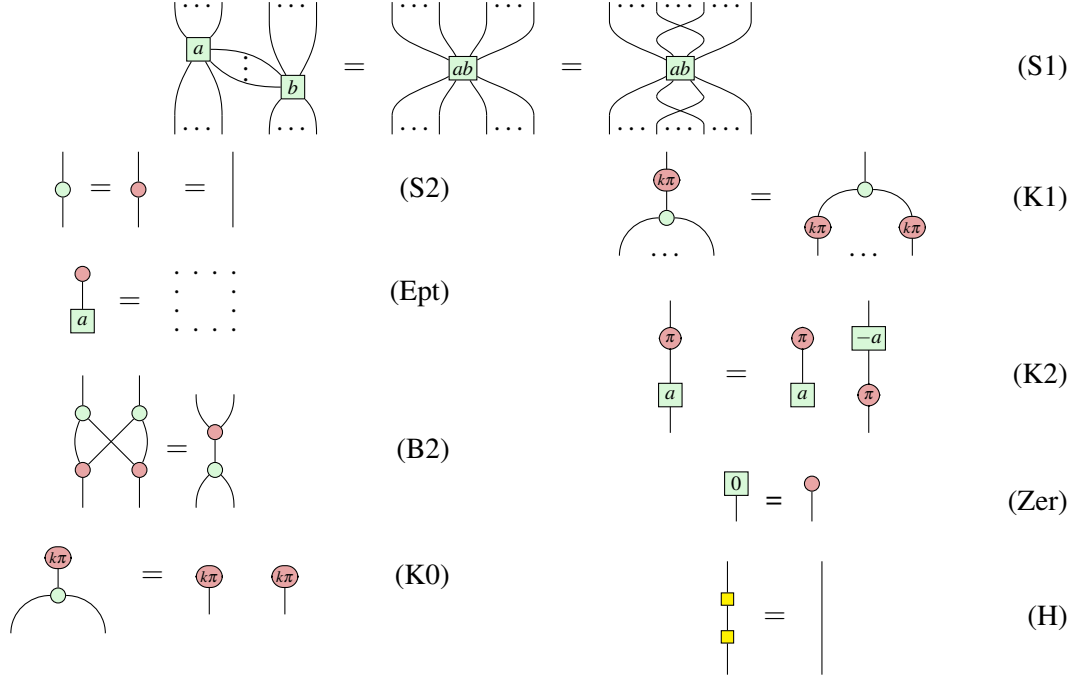 ... ... ... ... ... ...
a b = ab = ab (S1)
... ... ... ... ... ...
= = (S2)
kπ = kπ kπ (K1)
... ...
a = (Ept)
π a = π a −a π (K2)
= (B2)
0 = (Zer)
kπ = kπ kπ (K0)
= (H)